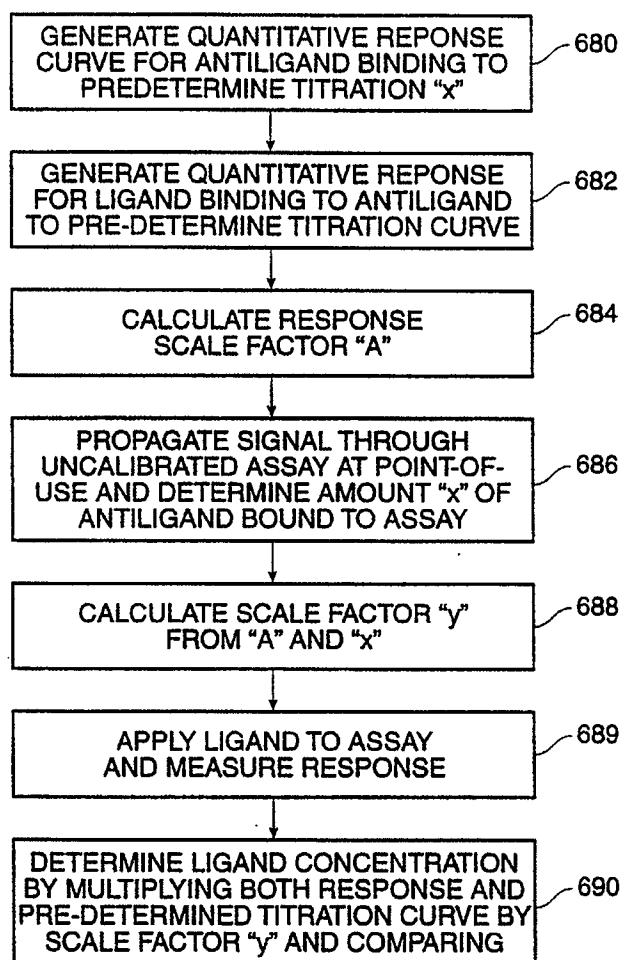 GENERATE QUANTITATIVE REPONSE
CURVE FOR ANTILIGAND BINDING TO
PREDETERMINE TITRATION "x"
680
GENERATE QUANTITATIVE REPONSE
FOR LIGAND BINDING TO ANTILIGAND
TO PRE-DETERMINE TITRATION CURVE
682
CALCULATE RESPONSE
SCALE FACTOR "A"
684
PROPAGATE SIGNAL THROUGH
UNCALIBRATED ASSAY AT POINT-OF-
USE AND DETERMINE AMOUNT "x" OF
ANTILIGAND BOUND TO ASSAY
686
CALCULATE SCALE FACTOR "y"
FROM "A" AND "x"
688
APPLY LIGAND TO ASSAY
AND MEASURE RESPONSE
689
DETERMINE LIGAND CONCENTRATION
BY MULTIPLYING BOTH RESPONSE AND
PRE-DETERMINED TITRATION CURVE BY
SCALE FACTOR "y" AND COMPARING
690